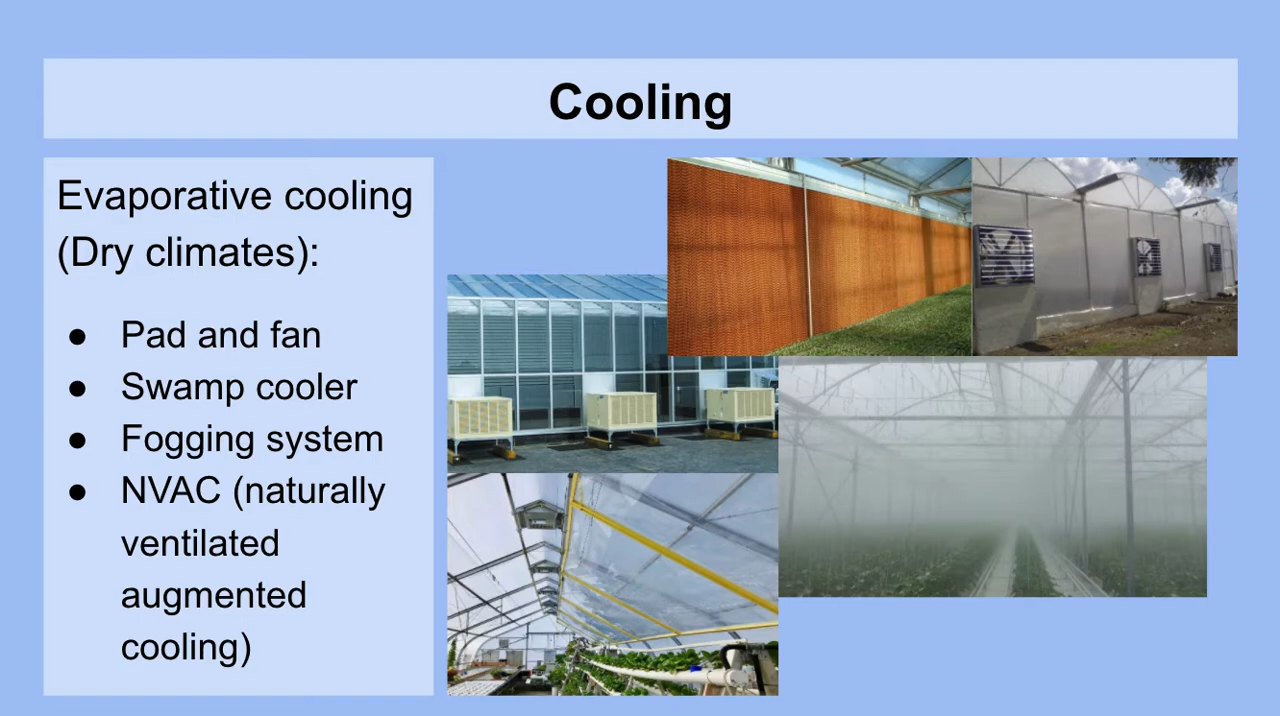 Cooling
Evaporative cooling
(Dry climates):
● Pad and fan
● Swamp cooler
● Fogging system
● NVAC (naturally
ventilated
augmented
cooling)